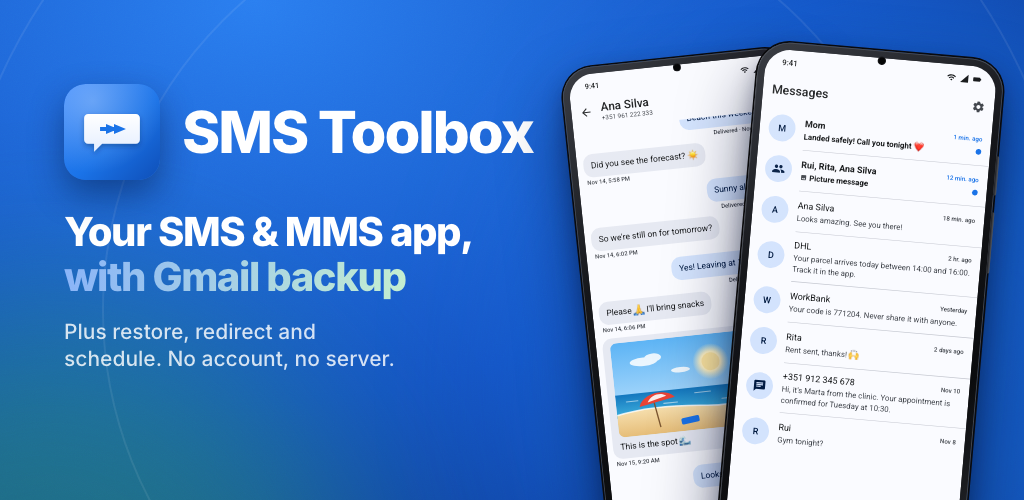 SMS Toolbox
Your SMS & MMS app,
with Gmail backup
Plus restore, redirect and
schedule. No account, no server.
9:41
Ana Silva
+351 961 222 333
Beach this
Delivered · Nov
Did you see the forecast? ☀️
Nov 14, 5:58 PM
Sunny
So we're still on for tomorrow?
Nov 14, 6:02 PM
Yes! Leaving at
Please 🙏 I'll bring snacks
Nov 14, 6:06 PM
This is the spot
Nov 15, 9:20 AM
9:41
Messages
M
Mom
1 min. ago
Landed safely! Call you tonight ❤️
Rui, Rita, Ana Silva
12 min. ago
Picture message
A
Ana Silva
18 min. ago
Looks amazing. See you there!
D
DHL
2 hr. ago
Your parcel arrives today between 14:00 and 16:00.
Track it in the app.
W
WorkBank
Yesterday
Your code is 771204. Never share it with anyone.
R
Rita
2 days ago
Rent sent, thanks! 🙌
+351 912 345 678
Nov 10
Hi, it's Marta from the clinic. Your appointment is
confirmed for Tuesday at 10:30.
R
Rui
Nov 8
Gym tonight?